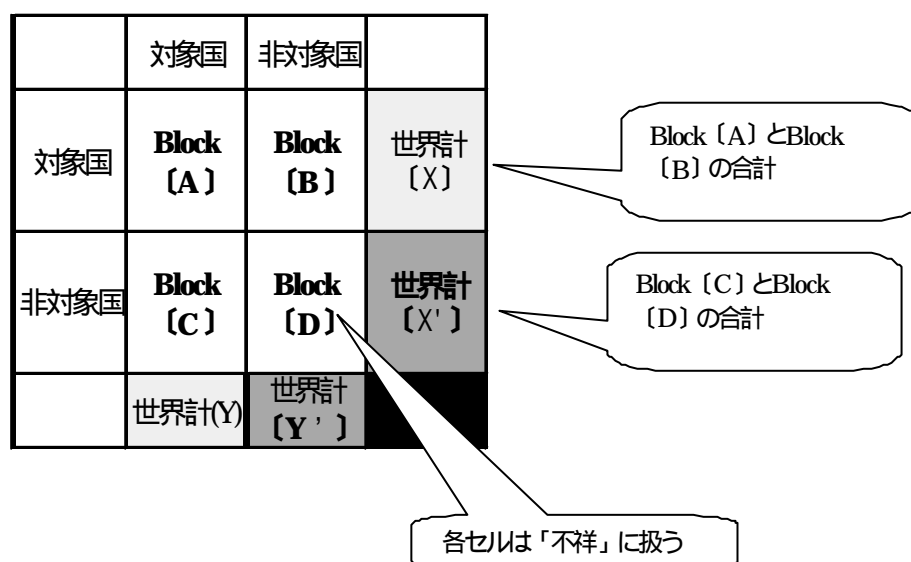 対象国 非対象国
対象国 Block 〔A〕 Block 〔B〕 世界計 〔X〕
Block〔A〕とBlock
〔B〕の合計
非対象国 Block 〔C〕 Block 〔D〕 世界計 〔X'〕
Block〔C〕とBlock
〔D〕の合計
世界計(Y) 世界計 〔Y'〕
各セルは「不祥」に扱う